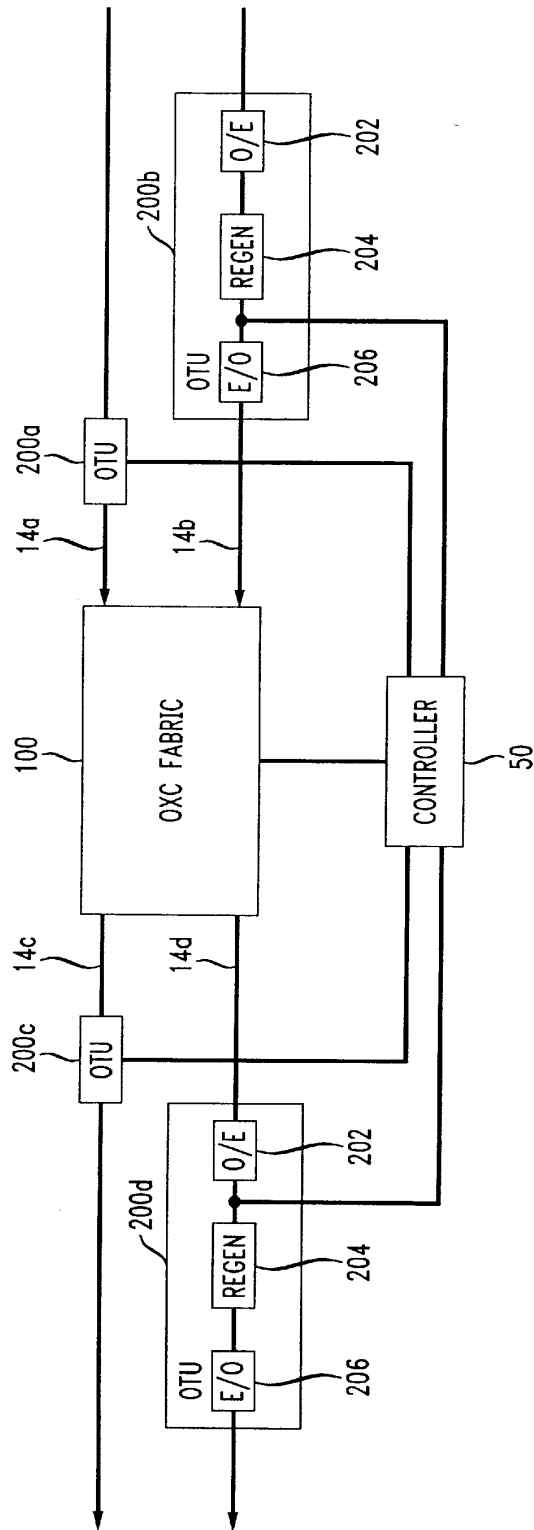 200c
14c
100
14a
200a
OTU
OXC FABRIC
OTU
200d
14d
14b
200b
OTU
E/O
REGEN
O/E
OTU
E/O
REGEN
O/E
206
204
202
206
204
202
CONTROLLER
50